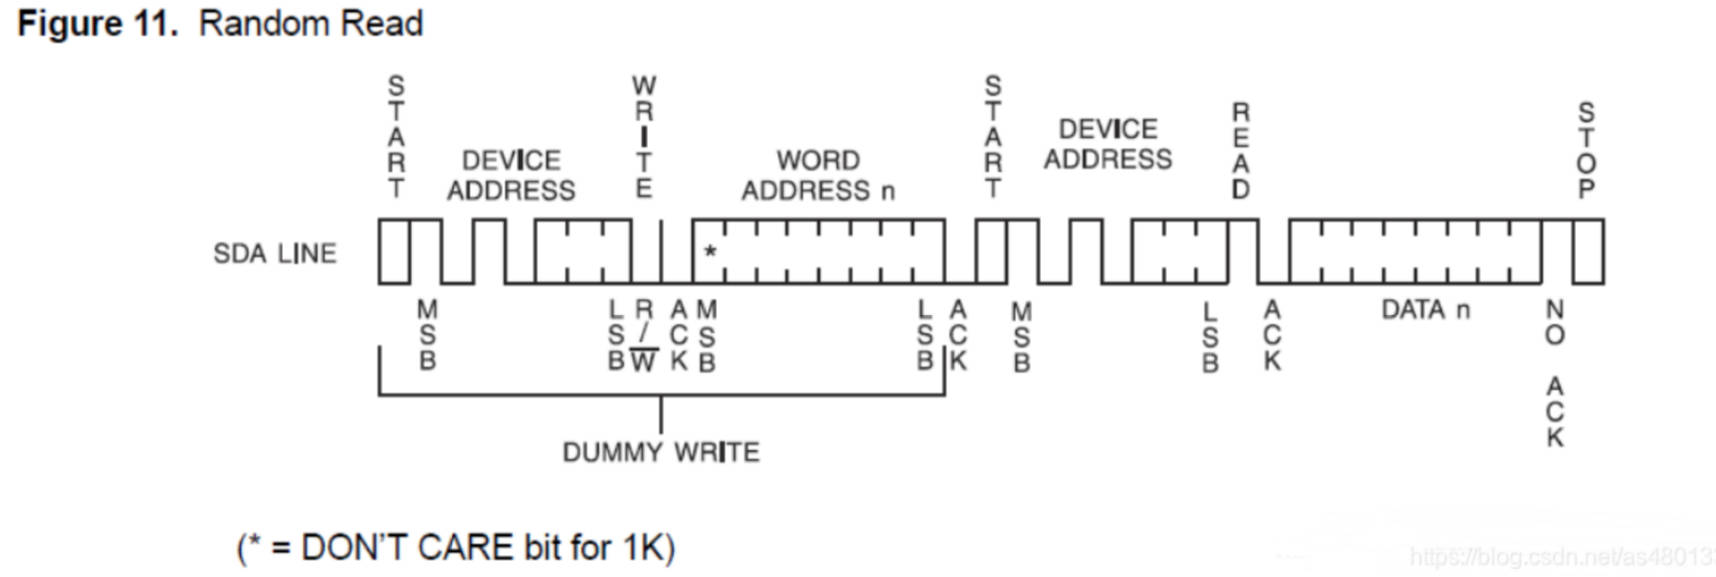 Figure 11. Random Read
START
WRITE
START
READ
STOP
DEVICE
ADDRESS
WORD
ADDRESS n
DEVICE
ADDRESS
SDA LINE
*
MSB
LSB
R/W
ACK
MSB
LSB
ACK
MSB
LSB
ACK
DATA n
NO ACK
DUMMY WRITE
(* = DON'T CARE bit for 1K)
https://blog.csdn.net/as48013